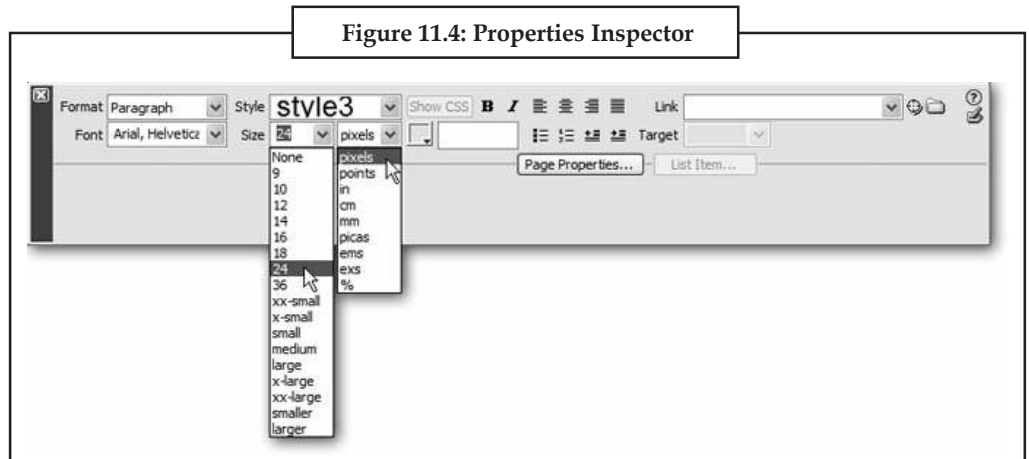 Figure 11.4: Properties Inspector
Format Paragraph Style style3 Show CSS B I Link
Font Arial, Helvetica Size 24 pixels Target
Page Properties... List Item...
None
9
10
12
14
16
18
24
36
xx-small
x-small
small
medium
large
x-large
xx-large
smaller
larger
pixels
points
in
cm
mm
picas
ems
exs
%